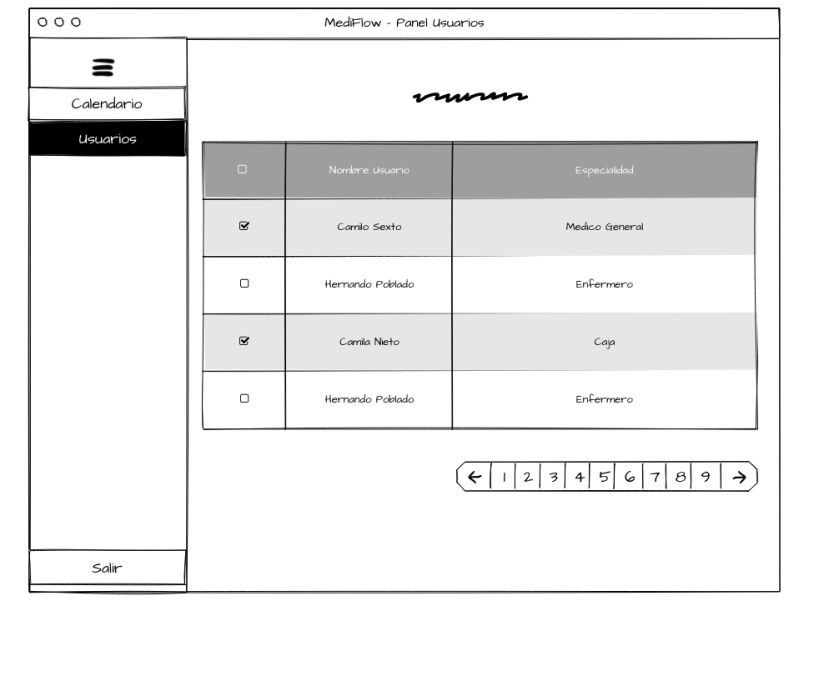 MediFlow - Panel Usuarios
Calendario
Usuarios
Nombre Usuario Especialidad
Camilo Sexto Medico General
Hernando Poblado Enfermero
Camila Nieto Caja
Hernando Poblado Enfermero
1 2 3 4 5 6 7 8 9
Salir